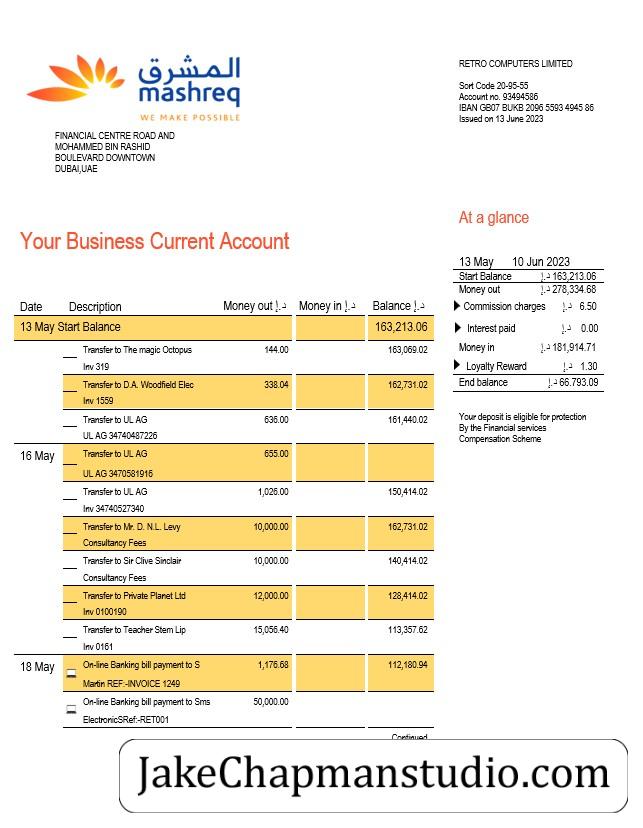 المشرق
mashreq
WE MAKE POSSIBLE
FINANCIAL CENTRE ROAD AND
MOHAMMED BIN RASHID
BOULEVARD DOWNTOWN
DUBAI,UAE
RETRO COMPUTERS LIMITED
Sort Code 20-95-55
Account no. 93494586
IBAN GB07 BUKB 2096 5593 4945 86
Issued on 13 June 2023
Your Business Current Account
Date Description Money out د.إ Money in د.إ Balance د.إ
13 May Start Balance 163,213.06
Transfer to The magic Octopus 144.00 163,069.02
Inv 319
Transfer to D.A. Woodfield Elec 338.04 162,731.02
Inv 1559
Transfer to UL AG 636.00 161,440.02
UL AG 34740487226
16 May Transfer to UL AG 655.00
UL AG 3470581916
Transfer to UL AG 1,026.00 150,414.02
Inv 34740527340
Transfer to Mr. D. N.L. Levy 10,000.00 162,731.02
Consultancy Fees
Transfer to Sir Clive Sinclair 10,000.00 140,414.02
Consultancy Fees
Transfer to Private Planet Ltd 12,000.00 128,414.02
Inv 0100190
Transfer to Teacher Stem Lip 15,056.40 113,357.62
Inv 0161
18 May On-line Banking bill payment to S 1,176.68 112,180.94
Martin REF:-INVOICE 1249
On-line Banking bill payment to Sms 50,000.00
ElectronicSRef:-RET001
Continued
At a glance
13 May 10 Jun 2023
Start Balance د.إ 163,213.06
Money out د.إ 278,334.68
Commission charges د.إ 6.50
Interest paid د.إ 0.00
Money in د.إ 181,914.71
Loyalty Reward د.إ 1.30
End balance د.إ 66.793.09
Your deposit is eligible for protection
By the Financial services
Compensation Scheme
JakeChapmanstudio.com